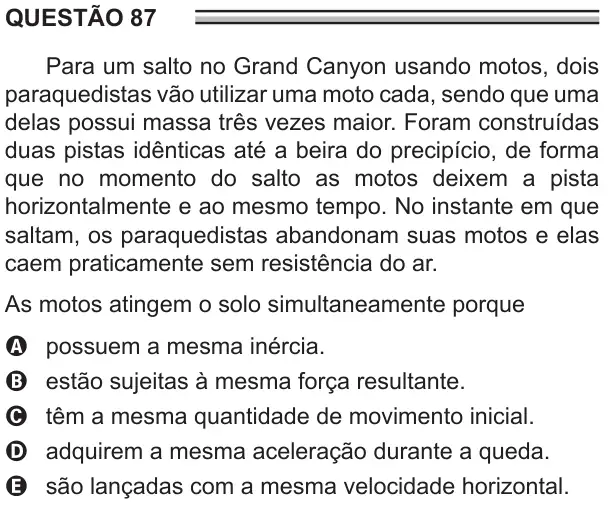 QUESTÃO 87
Para um salto no Grand Canyon usando motos, dois
paraquedistas vão utilizar uma moto cada, sendo que uma
delas possui massa três vezes maior. Foram construídas
duas pistas idênticas até a beira do precipício, de forma
que no momento do salto as motos deixem a pista
horizontalmente e ao mesmo tempo. No instante em que
saltam, os paraquedistas abandonam suas motos e elas
caem praticamente sem resistência do ar.
As motos atingem o solo simultaneamente porque
A possuem a mesma inércia.
B estão sujeitas à mesma força resultante.
C têm a mesma quantidade de movimento inicial.
D adquirem a mesma aceleração durante a queda.
E são lançadas com a mesma velocidade horizontal.